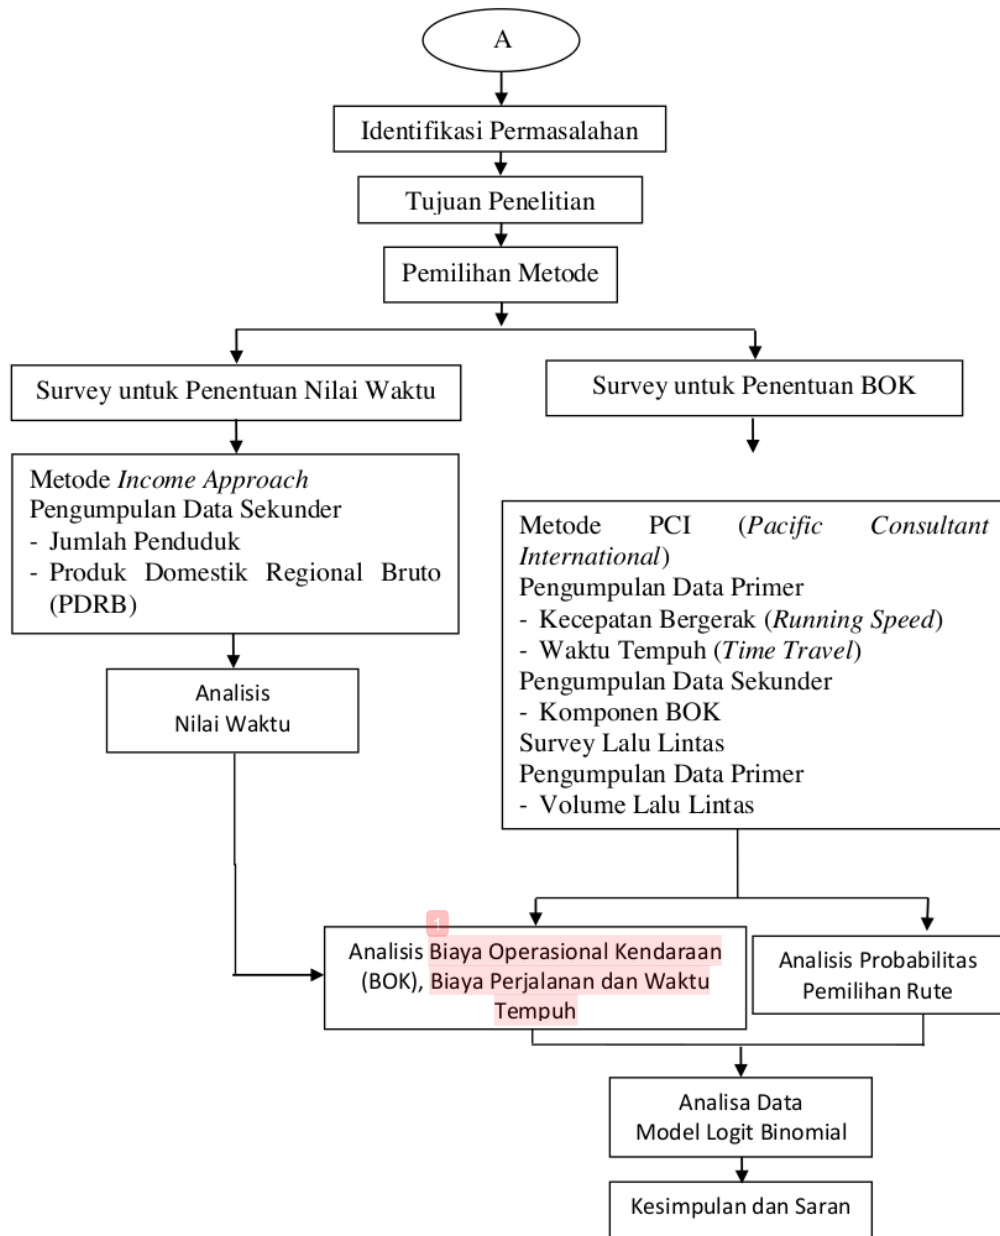 A
Identifikasi Permasalahan
Tujuan Penelitian
Pemilihan Metode
Survey untuk Penentuan Nilai Waktu
Survey untuk Penentuan BOK
Metode Income Approach
Pengumpulan Data Sekunder
- Jumlah Penduduk
- Produk Domestik Regional Bruto
(PDRB)
Metode PCI (Pacific Consultant
International)
Pengumpulan Data Primer
- Kecepatan Bergerak (Running Speed)
- Waktu Tempuh (Time Travel)
Pengumpulan Data Sekunder
- Komponen BOK
Survey Lalu Lintas
Pengumpulan Data Primer
- Volume Lalu Lintas
Analisis
Nilai Waktu
1
Analisis Biaya Operasional Kendaraan
(BOK), Biaya Perjalanan dan Waktu
Tempuh
Analisis Probabilitas
Pemilihan Rute
Analisa Data
Model Logit Binomial
Kesimpulan dan Saran